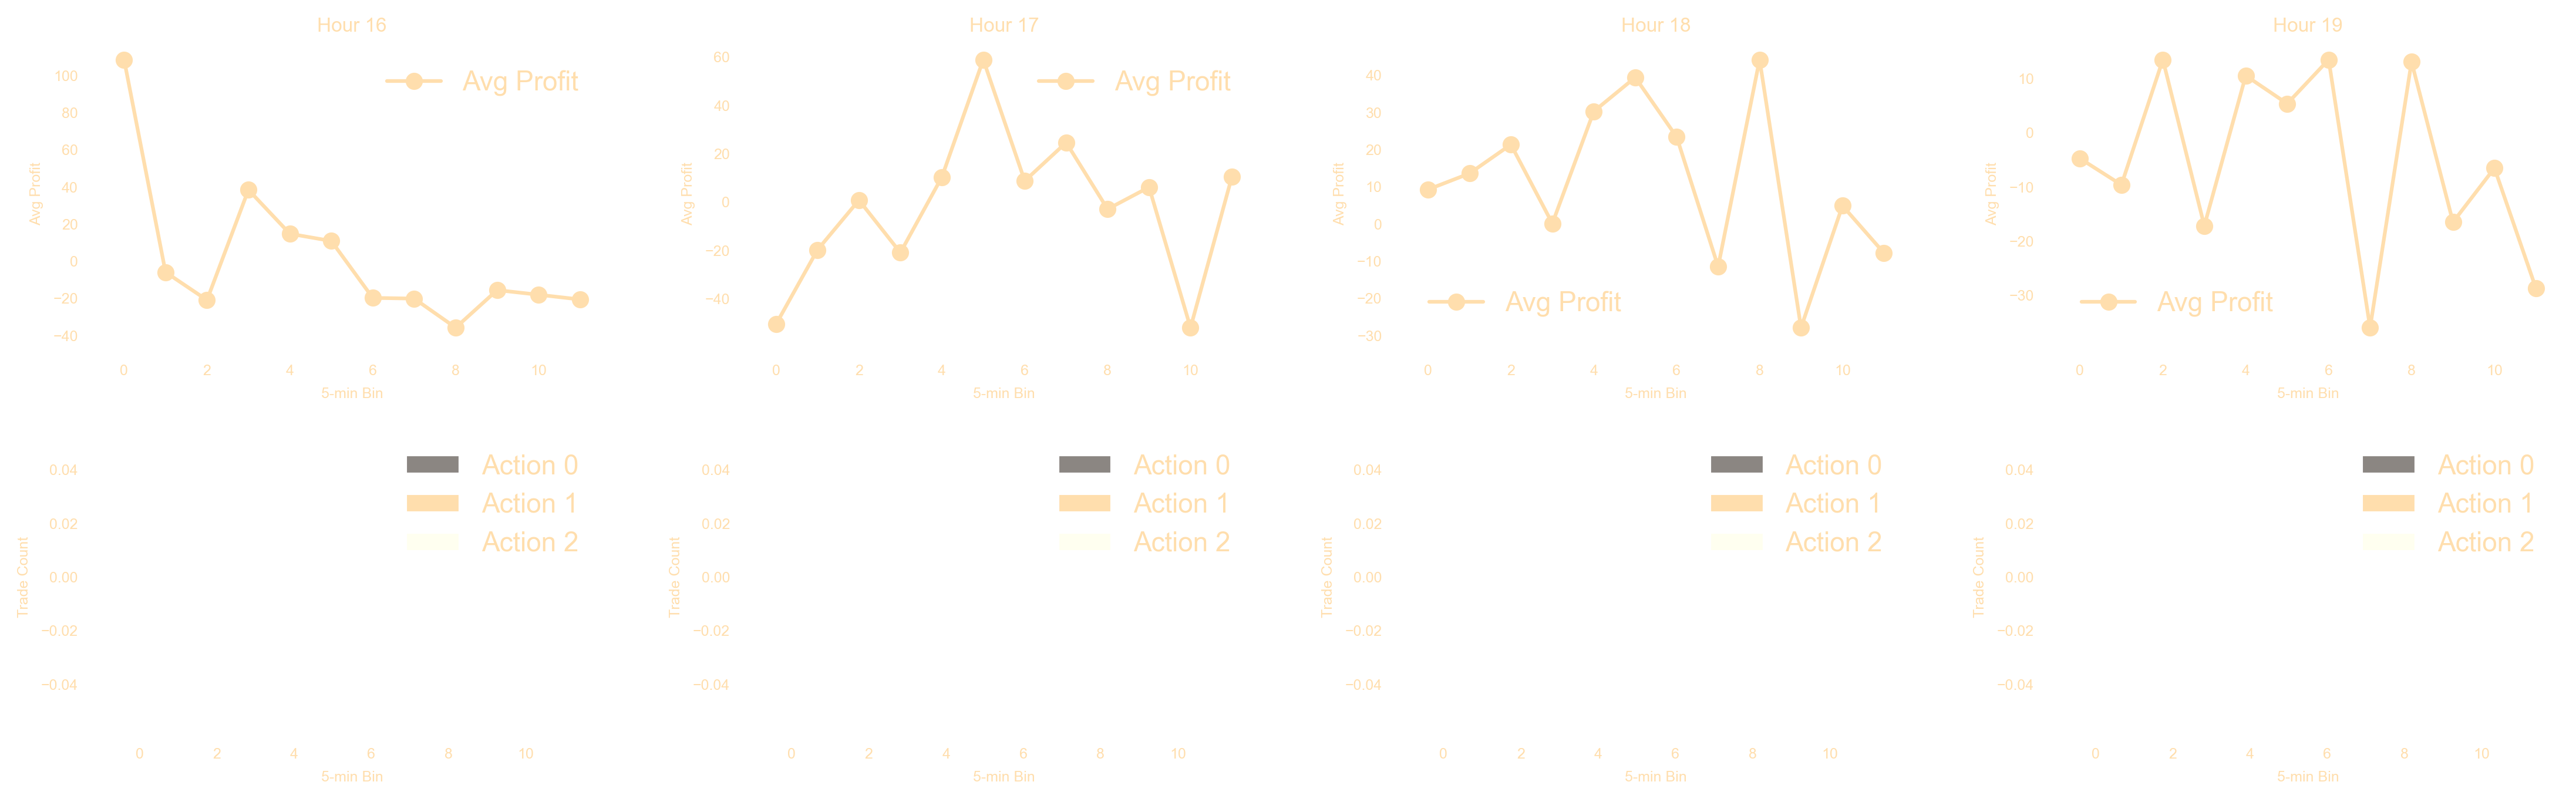 Hour 16
Avg Profit
100
80
60
40
20
0
−20
−40
Avg Profit
0 2 4 6 8 10
5-min Bin
Hour 17
Avg Profit
60
40
20
0
−20
−40
Avg Profit
0 2 4 6 8 10
5-min Bin
Hour 18
40
30
20
10
0
−10
−20
−30
Avg Profit
Avg Profit
0 2 4 6 8 10
5-min Bin
Hour 19
10
0
−10
−20
−30
Avg Profit
Avg Profit
0 2 4 6 8 10
5-min Bin
Action 0
Action 1
Action 2
0.04
0.02
0.00
−0.02
−0.04
Trade Count
0 2 4 6 8 10
5-min Bin
Action 0
Action 1
Action 2
0.04
0.02
0.00
−0.02
−0.04
Trade Count
0 2 4 6 8 10
5-min Bin
Action 0
Action 1
Action 2
0.04
0.02
0.00
−0.02
−0.04
Trade Count
0 2 4 6 8 10
5-min Bin
Action 0
Action 1
Action 2
0.04
0.02
0.00
−0.02
−0.04
Trade Count
0 2 4 6 8 10
5-min Bin